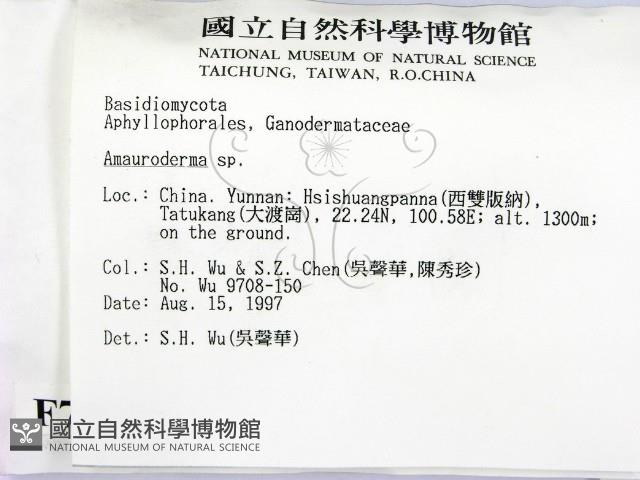 國立自然科學博物館
NATIONAL MUSEUM OF NATURAL SCIENCE
TAICHUNG, TAIWAN, R.O.CHINA
Basidiomycota
Aphyllophorales, Ganodermataceae
Amauroderma sp.
Loc.: China. Yunnan: Hsishuangpanna(西雙版納),
Tatukang(大渡崗), 22.24N, 100.58E; alt. 1300m;
on the ground.
Col.: S.H. Wu & S.Z. Chen(吳聲華,陳秀珍)
No. Wu 9708-150
Date: Aug. 15, 1997
Det.: S.H. Wu(吳聲華)
國立自然科學博物館
NATIONAL MUSEUM OF NATURAL SCIENCE